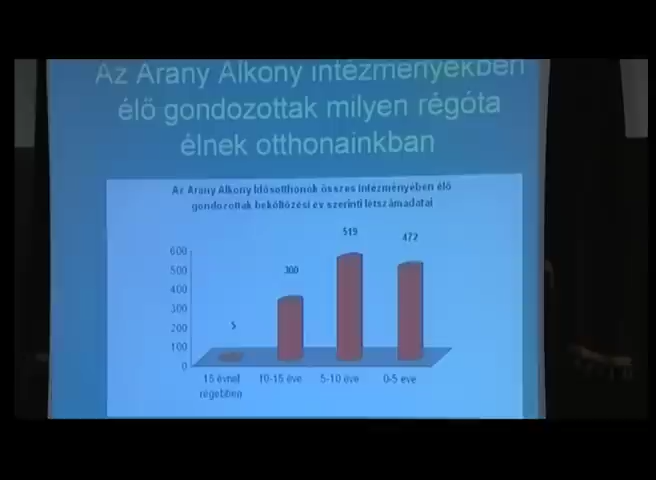 Az Arany Alkony intézményekben
élő gondozottak milyen régóta
élnek otthonainkban
Az Arany Alkony Idősotthonok összes intézményében élő
gondozottak beköltözési év szerinti létszámadatai
600
500
400
300
200
100
0
5
300
519
472
15 évnél
régebben
10-15 éve
5-10 éve
0-5 éve